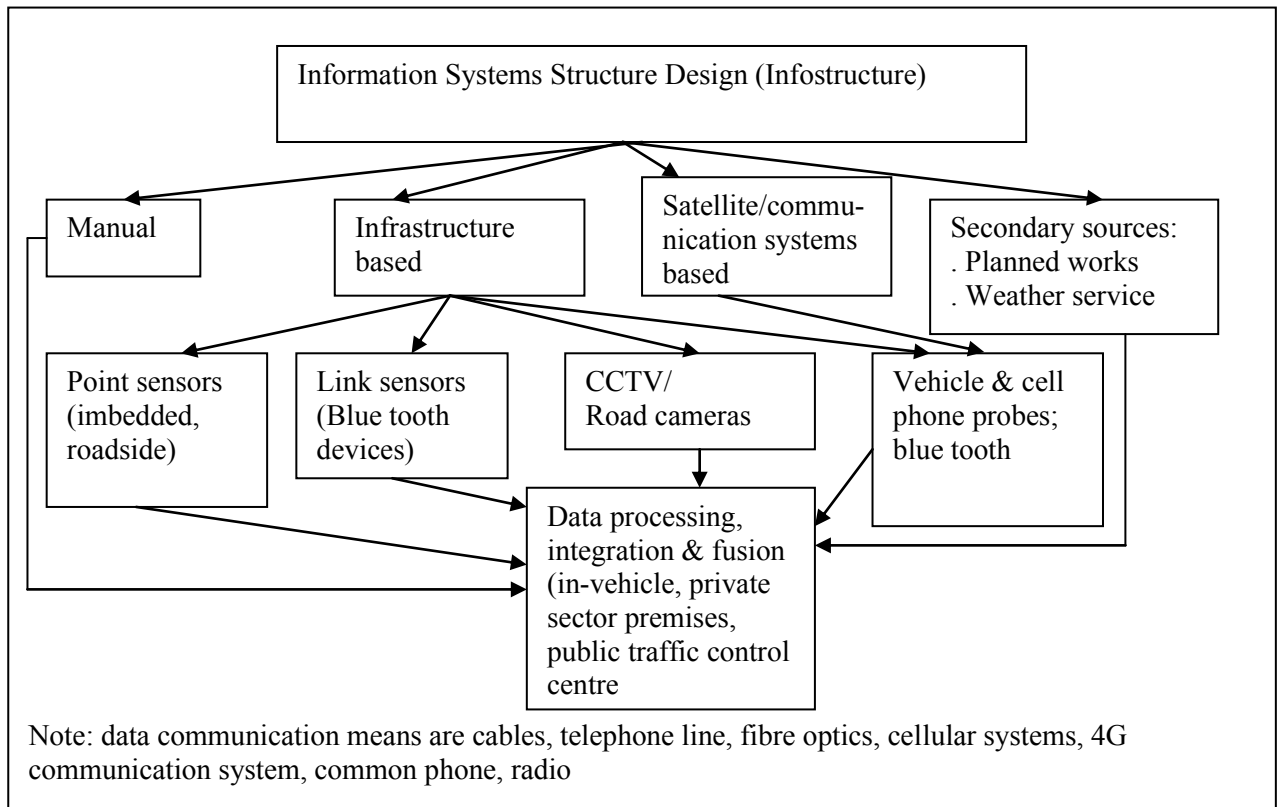 Information Systems Structure Design (Infostructure)
Manual
Infrastructure
based
Satellite/commu-
nication systems
based
Secondary sources:
. Planned works
. Weather service
Point sensors
(imbedded,
roadside)
Link sensors
(Blue tooth
devices)
CCTV/
Road cameras
Vehicle & cell
phone probes;
blue tooth
Data processing,
integration & fusion
(in-vehicle, private
sector premises,
public traffic control
centre
Note: data communication means are cables, telephone line, fibre optics, cellular systems, 4G
communication system, common phone, radio